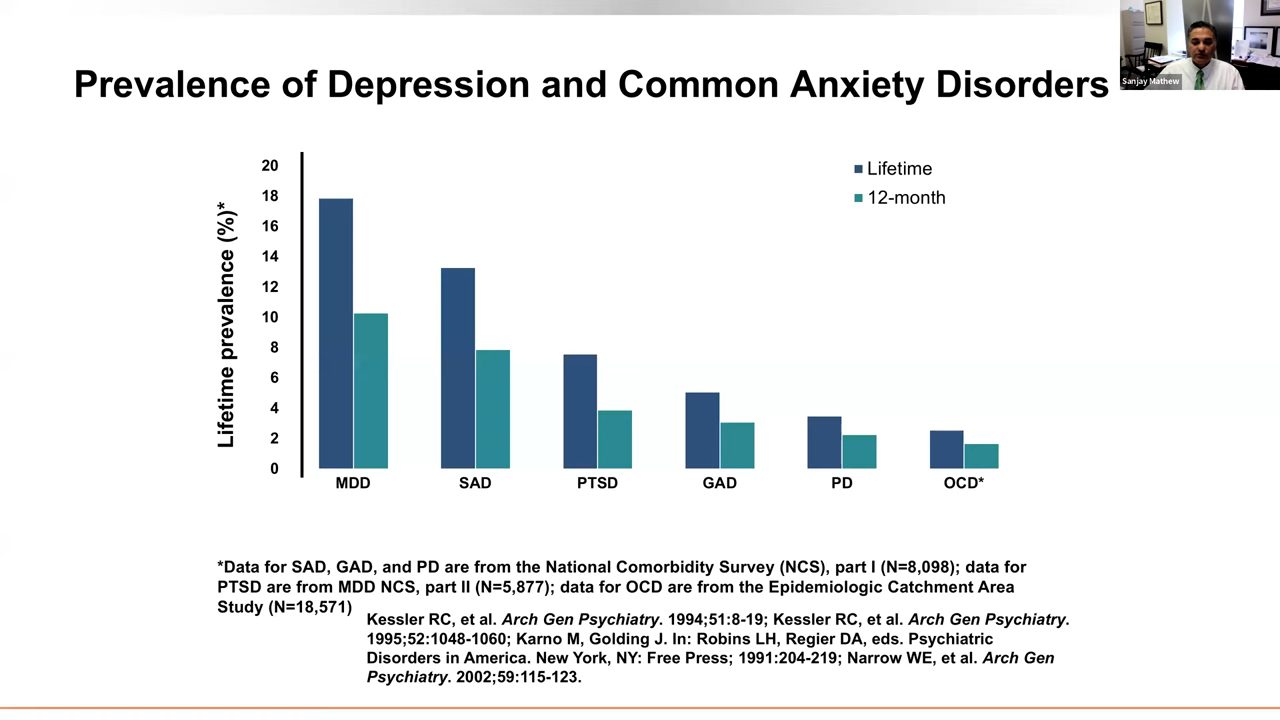 Sanjay Mathew
Prevalence of Depression and Common Anxiety Disorders
Lifetime prevalence (%)*
20
18
16
14
12
10
8
6
4
2
0
Lifetime
12-month
MDD
SAD
PTSD
GAD
PD
OCD*
*Data for SAD, GAD, and PD are from the National Comorbidity Survey (NCS), part I (N=8,098); data for
PTSD are from MDD NCS, part II (N=5,877); data for OCD are from the Epidemiologic Catchment Area
Study (N=18,571)
Kessler RC, et al. Arch Gen Psychiatry. 1994;51:8-19; Kessler RC, et al. Arch Gen Psychiatry.
1995;52:1048-1060; Karno M, Golding J. In: Robins LH, Regier DA, eds. Psychiatric
Disorders in America. New York, NY: Free Press; 1991:204-219; Narrow WE, et al. Arch Gen
Psychiatry. 2002;59:115-123.